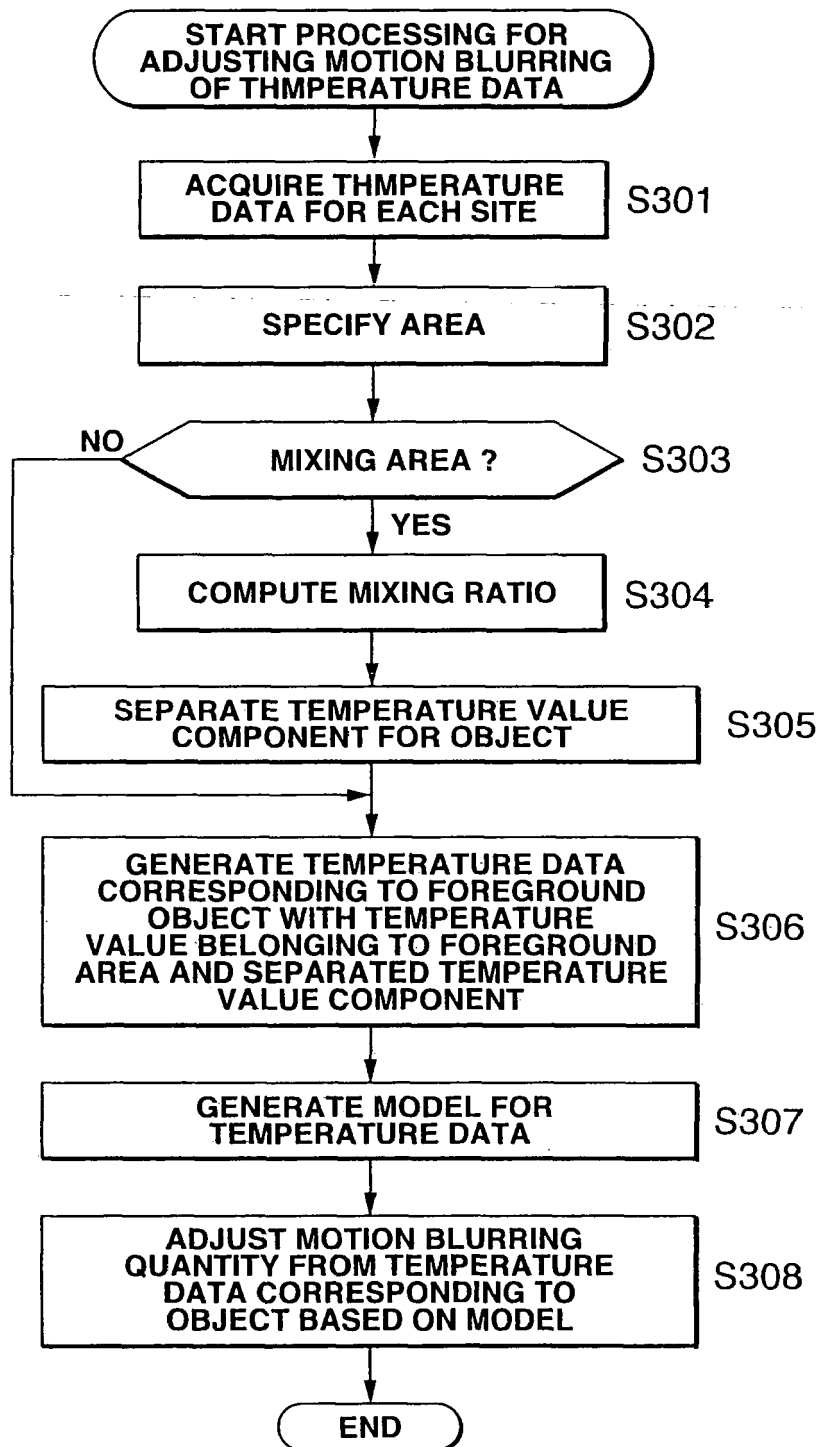 START PROCESSING FOR
ADJUSTING MOTION BLURRING
OF THMPERATURE DATA
ACQUIRE THMPERATURE
DATA FOR EACH SITE
S301
SPECIFY AREA
S302
NO
MIXING AREA ?
S303
YES
COMPUTE MIXING RATIO
S304
SEPARATE TEMPERATURE VALUE
COMPONENT FOR OBJECT
S305
GENERATE TEMPERATURE DATA
CORRESPONDING TO FOREGROUND
OBJECT WITH TEMPERATURE
VALUE BELONGING TO FOREGROUND
AREA AND SEPARATED TEMPERATURE
VALUE COMPONENT
S306
GENERATE MODEL FOR
TEMPERATURE DATA
S307
ADJUST MOTION BLURRING
QUANTITY FROM TEMPERATURE
DATA CORRESPONDING TO
OBJECT BASED ON MODEL
S308
END